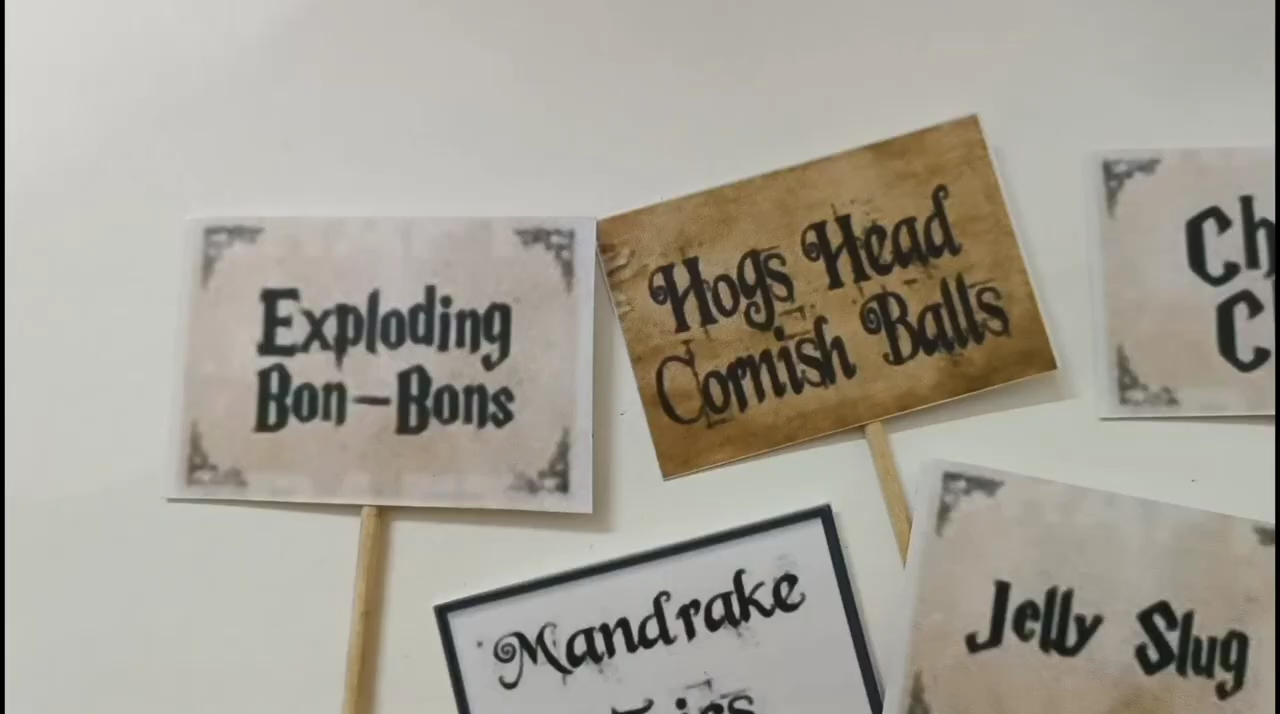 Exploding
Bon-Bons
Hogs Head
Cornish Balls
Mandrake
Jelly Slug